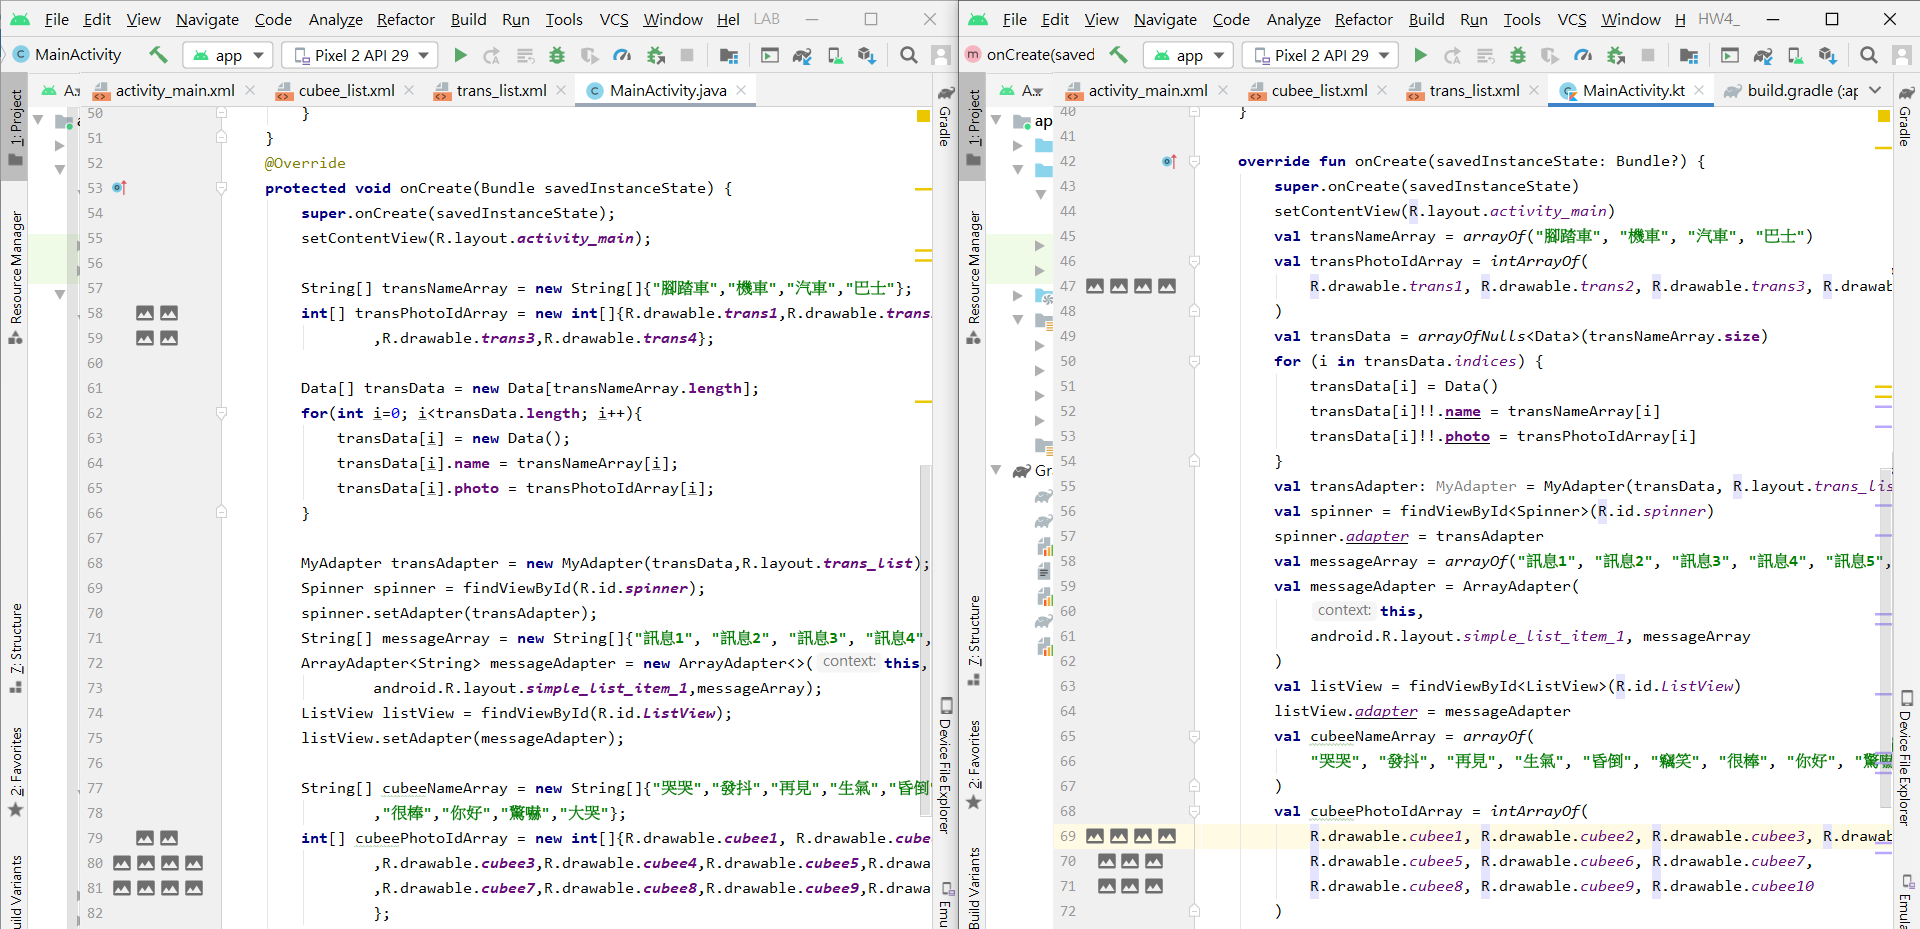 File Edit View Navigate Code Analyze Refactor Build Run Tools VCS Window Hel LAB
MainActivity app Pixel 2 API 29
activity_main.xml cubee_list.xml trans_list.xml MainActivity.java
1: Project
Resource Manager
7: Structure
2: Favorites
Build Variants
Gradle
Device File Explorer
50 }
51 }
52 @Override
53 protected void onCreate(Bundle savedInstanceState) {
54 super.onCreate(savedInstanceState);
55 setContentView(R.layout.activity_main);
56
57 String[] transNameArray = new String[]{"腳踏車","機車","汽車","巴士"};
58 int[] transPhotoIdArray = new int[]{R.drawable.trans1,R.drawable.trans
59 ,R.drawable.trans3,R.drawable.trans4};
60
61 Data[] transData = new Data[transNameArray.length];
62 for(int i=0; i<transData.length; i++){
63 transData[i] = new Data();
64 transData[i].name = transNameArray[i];
65 transData[i].photo = transPhotoIdArray[i];
66 }
67
68 MyAdapter transAdapter = new MyAdapter(transData,R.layout.trans_list);
69 Spinner spinner = findViewById(R.id.spinner);
70 spinner.setAdapter(transAdapter);
71 String[] messageArray = new String[]{"訊息1", "訊息2", "訊息3", "訊息4",
72 ArrayAdapter<String> messageAdapter = new ArrayAdapter<>( context: this,
73 android.R.layout.simple_list_item_1,messageArray);
74 ListView listView = findViewById(R.id.ListView);
75 listView.setAdapter(messageAdapter);
76
77 String[] cubeeNameArray = new String[]{"哭哭","發抖","再見","生氣","昏倒"
78 ,"很棒","你好","驚嚇","大哭"};
79 int[] cubeePhotoIdArray = new int[]{R.drawable.cubee1, R.drawable.cube
80 ,R.drawable.cubee3,R.drawable.cubee4,R.drawable.cubee5,R.drawa
81 ,R.drawable.cubee7,R.drawable.cubee8,R.drawable.cubee9,R.drawa
82 };
File Edit View Navigate Code Analyze Refactor Build Run Tools VCS Window H HW4_
onCreate(saved app Pixel 2 API 29
activity_main.xml cubee_list.xml trans_list.xml MainActivity.kt build.gradle (:ap
1: Project
Resource Manager
7: Structure
2: Favorites
Build Variants
Gradle
Device File Explorer
40 }
41
42 override fun onCreate(savedInstanceState: Bundle?) {
43 super.onCreate(savedInstanceState)
44 setContentView(R.layout.activity_main)
45 val transNameArray = arrayOf("腳踏車", "機車", "汽車", "巴士")
46 val transPhotoIdArray = intArrayOf(
47 R.drawable.trans1, R.drawable.trans2, R.drawable.trans3, R.drawa
48 )
49 val transData = arrayOfNulls<Data>(transNameArray.size)
50 for (i in transData.indices) {
51 transData[i] = Data()
52 transData[i]!!.name = transNameArray[i]
53 transData[i]!!.photo = transPhotoIdArray[i]
54 }
55 val transAdapter: MyAdapter = MyAdapter(transData, R.layout.trans_lis
56 val spinner = findViewById<Spinner>(R.id.spinner)
57 spinner.adapter = transAdapter
58 val messageArray = arrayOf("訊息1", "訊息2", "訊息3", "訊息4", "訊息5",
59 val messageAdapter = ArrayAdapter(
60 context: this,
61 android.R.layout.simple_list_item_1, messageArray
62 )
63 val listView = findViewById<ListView>(R.id.ListView)
64 listView.adapter = messageAdapter
65 val cubeeNameArray = arrayOf(
66 "哭哭", "發抖", "再見", "生氣", "昏倒", "竊笑", "很棒", "你好", "驚嚇
67 )
68 val cubeePhotoIdArray = intArrayOf(
69 R.drawable.cubee1, R.drawable.cubee2, R.drawable.cubee3, R.drawa
70 R.drawable.cubee5, R.drawable.cubee6, R.drawable.cubee7,
71 R.drawable.cubee8, R.drawable.cubee9, R.drawable.cubee10
72 )